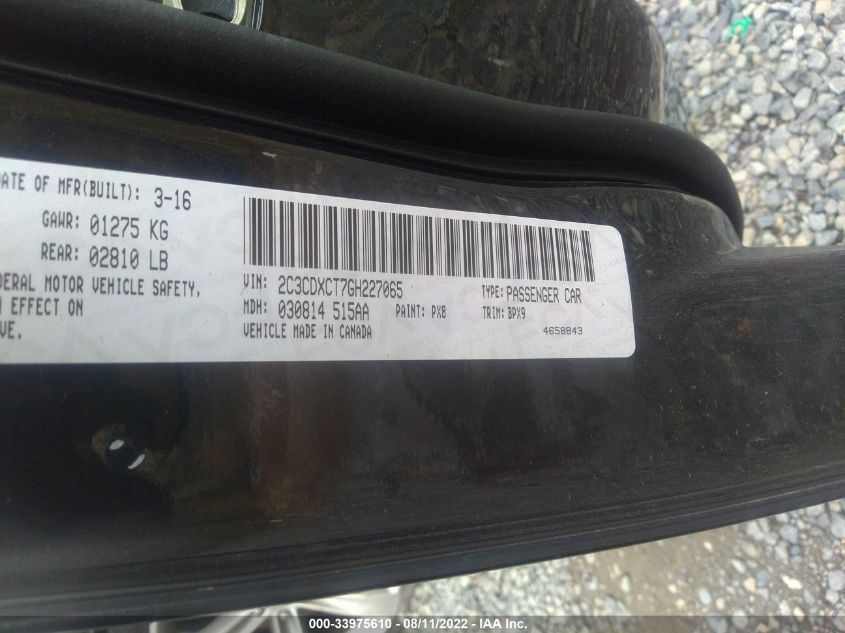 DATE OF MFR(BUILT): 3-16
GAWR: 01275 KG
REAR: 02810 LB
DERAL MOTOR VEHICLE SAFETY,
N EFFECT ON
VE.
VIN: 2C3CDXCT7GH227065 TYPE: PASSENGER CAR
MDH: 030814 515AA PAINT: PX8 TRIM: BPX9
VEHICLE MADE IN CANADA 4658843
000-33975610 - 08/11/2022 - IAA Inc.